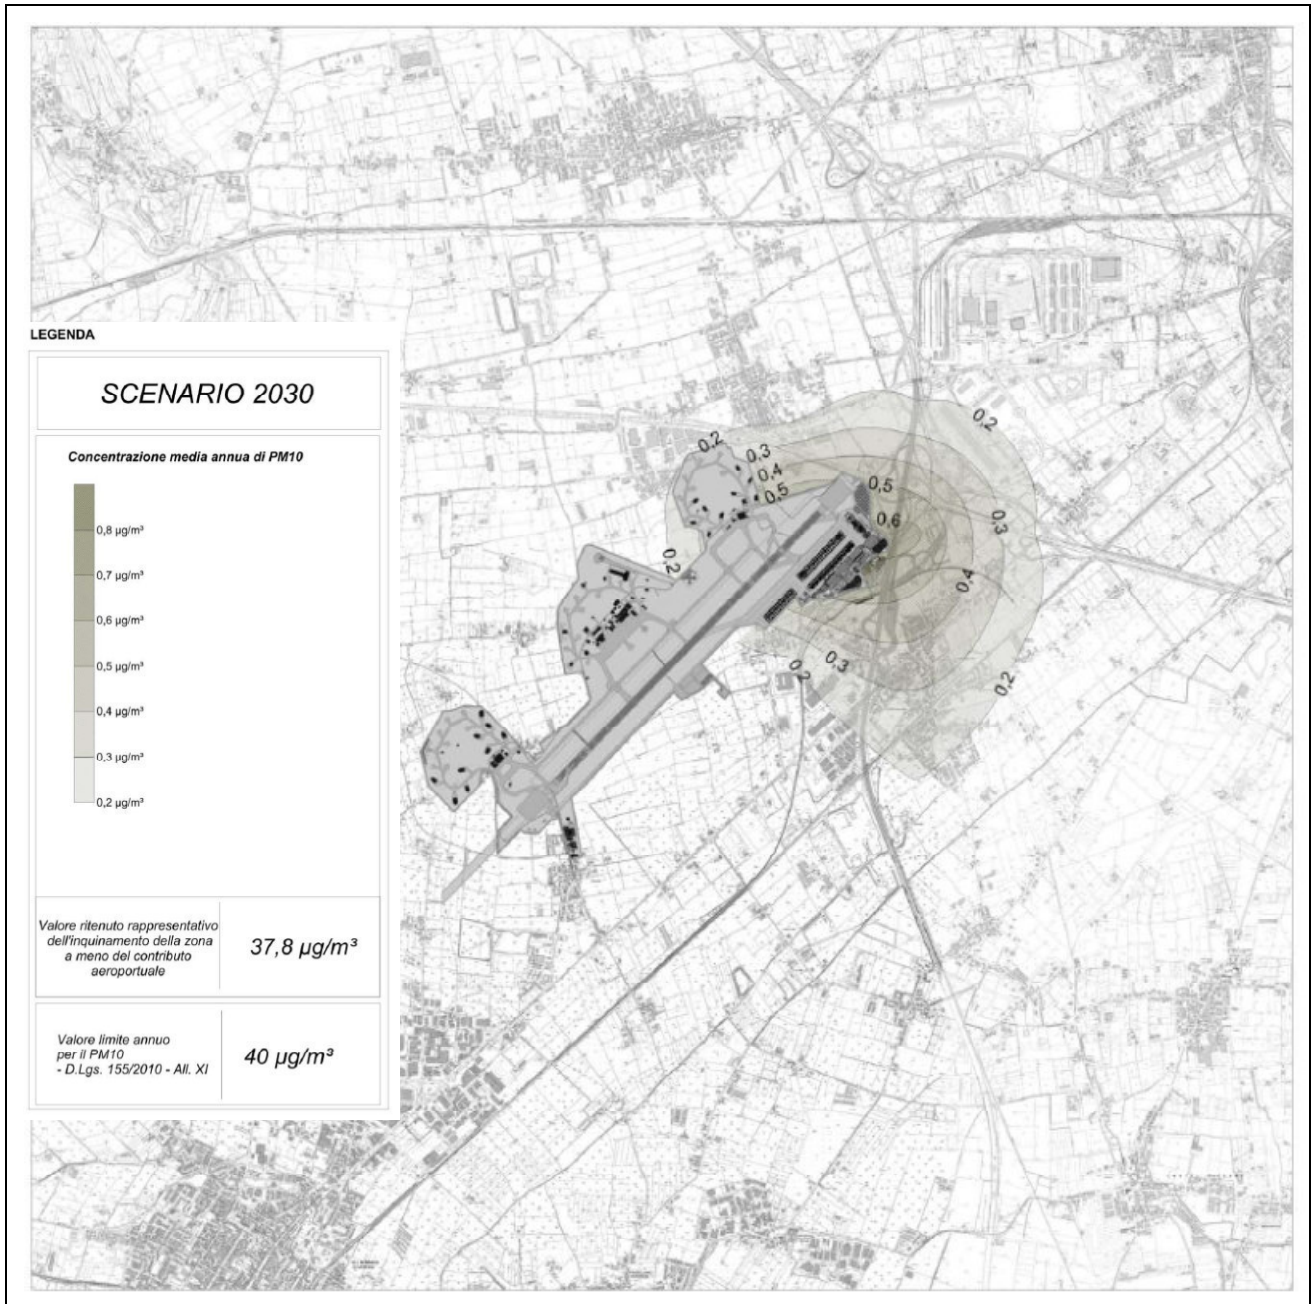 LEGENDA
SCENARIO 2030
Concentrazione media annua di PM10
0,8 µg/m³
0,7 µg/m³
0,6 µg/m³
0,5 µg/m³
0,4 µg/m³
0,3 µg/m³
0,2 µg/m³
Valore ritenuto rappresentativo
dell'inquinamento della zona
a meno del contributo
aeroportuale
37,8 µg/m³
Valore limite annuo
per il PM10
- D.Lgs. 155/2010 - All. XI
40 µg/m³
0,2
0,2
0,3
0,4
0,5
0,5
0,6
0,3
0,2
0,4
0,3
0,2
0,2